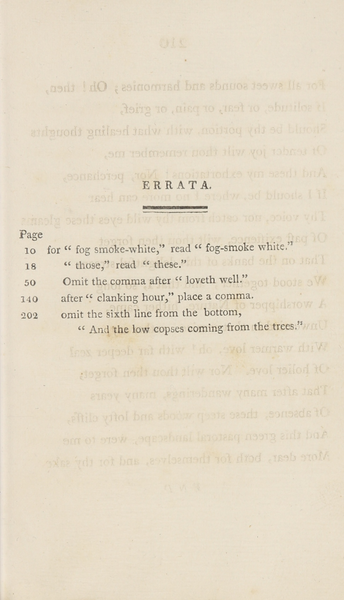 ERRATA.
Page
10 for “ fog smoke-white,” read “ fog-smoke white.”
18 “ those,” read “ these.”
50 Omit the comma after “ loveth well.”
140 after “ clanking hour,” place a comma.
202 omit the sixth line from the bottom,
“ And the low copses coming from the trees.”